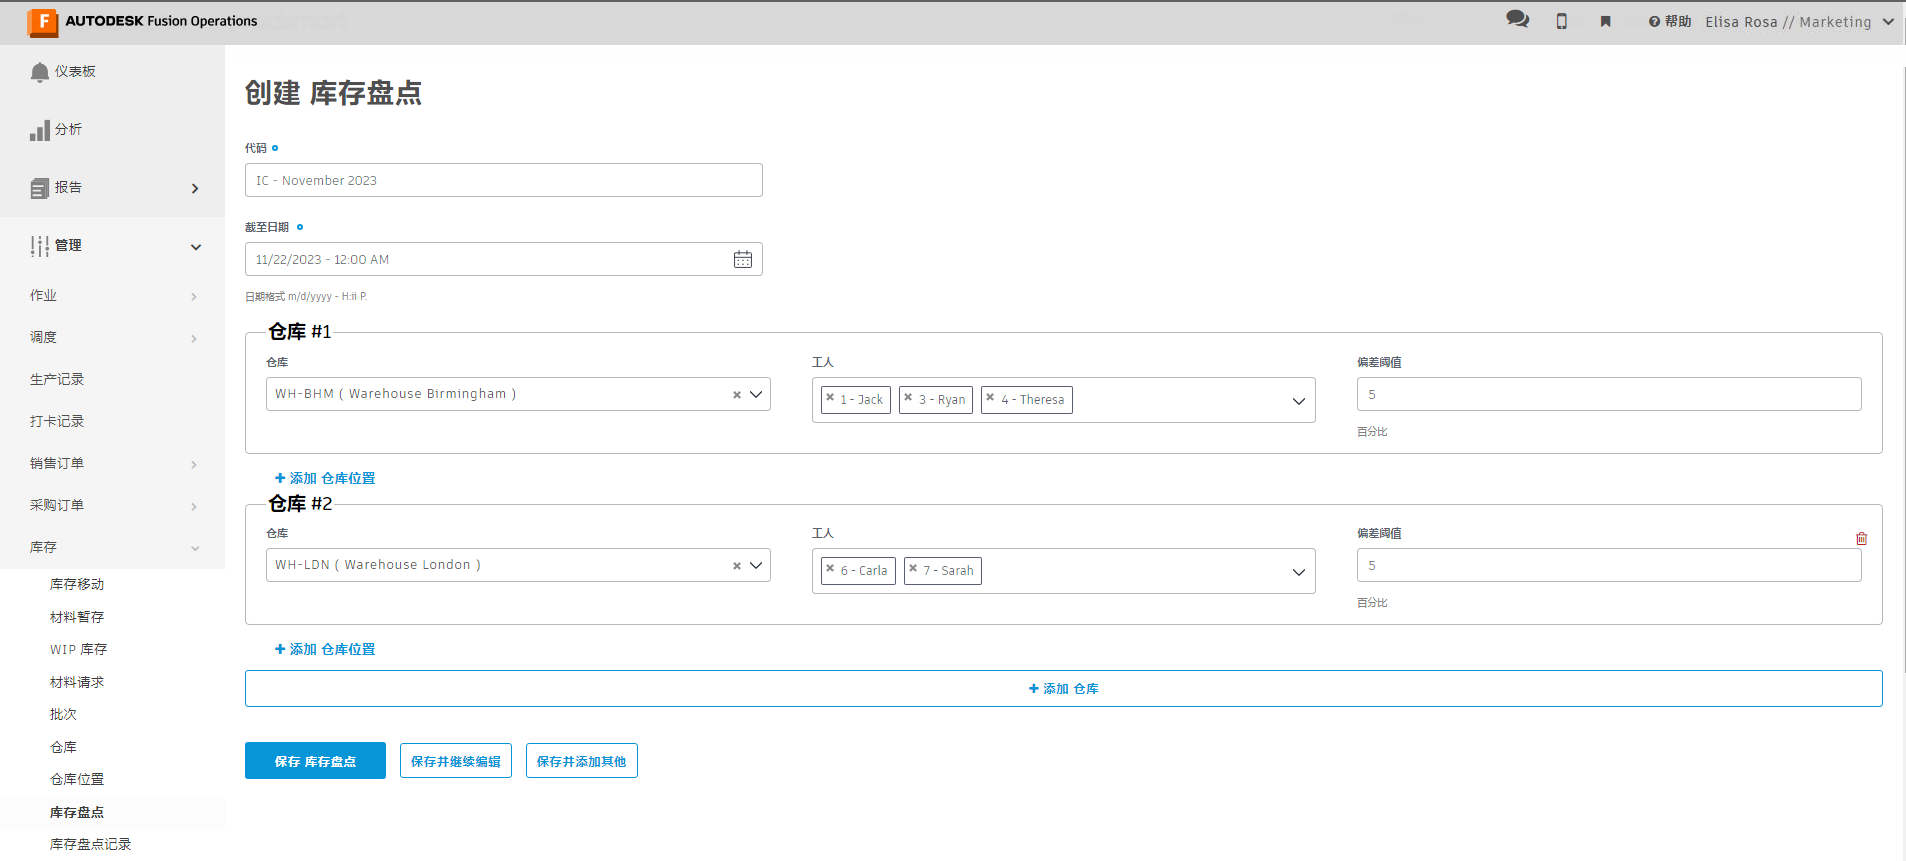 AUTODESK Fusion Operations
帮助 Elisa Rosa // Marketing
仪表板
分析
报告
管理
作业
调度
生产记录
打卡记录
销售订单
采购订单
库存
库存移动
材料暂存
WIP 库存
材料请求
批次
仓库
仓库位置
库存盘点
库存盘点记录
创建 库存盘点
代码
IC - November 2023
截至日期
11/22/2023 - 12:00 AM
日期格式 m/d/yyyy - H:ii P.
仓库 #1
仓库 工人 偏差阈值
WH-BHM ( Warehouse Birmingham ) 1 - Jack 3 - Ryan 4 - Theresa 5
百分比
添加 仓库位置
仓库 #2
仓库 工人 偏差阈值
WH-LDN ( Warehouse London ) 6 - Carla 7 - Sarah 5
百分比
添加 仓库位置
添加 仓库
保存 库存盘点 保存并继续编辑 保存并添加其他